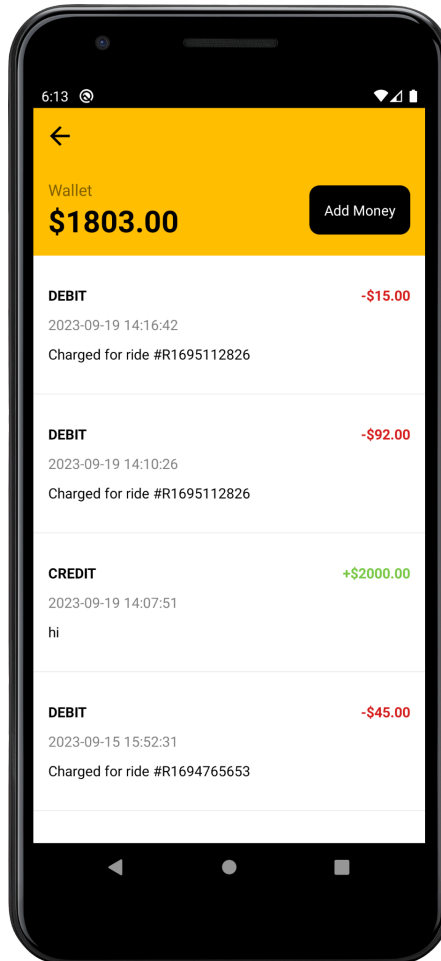 6:13
Wallet
$1803.00
Add Money
DEBIT -$15.00
2023-09-19 14:16:42
Charged for ride #R1695112826
DEBIT -$92.00
2023-09-19 14:10:26
Charged for ride #R1695112826
CREDIT +$2000.00
2023-09-19 14:07:51
hi
DEBIT -$45.00
2023-09-15 15:52:31
Charged for ride #R1694765653